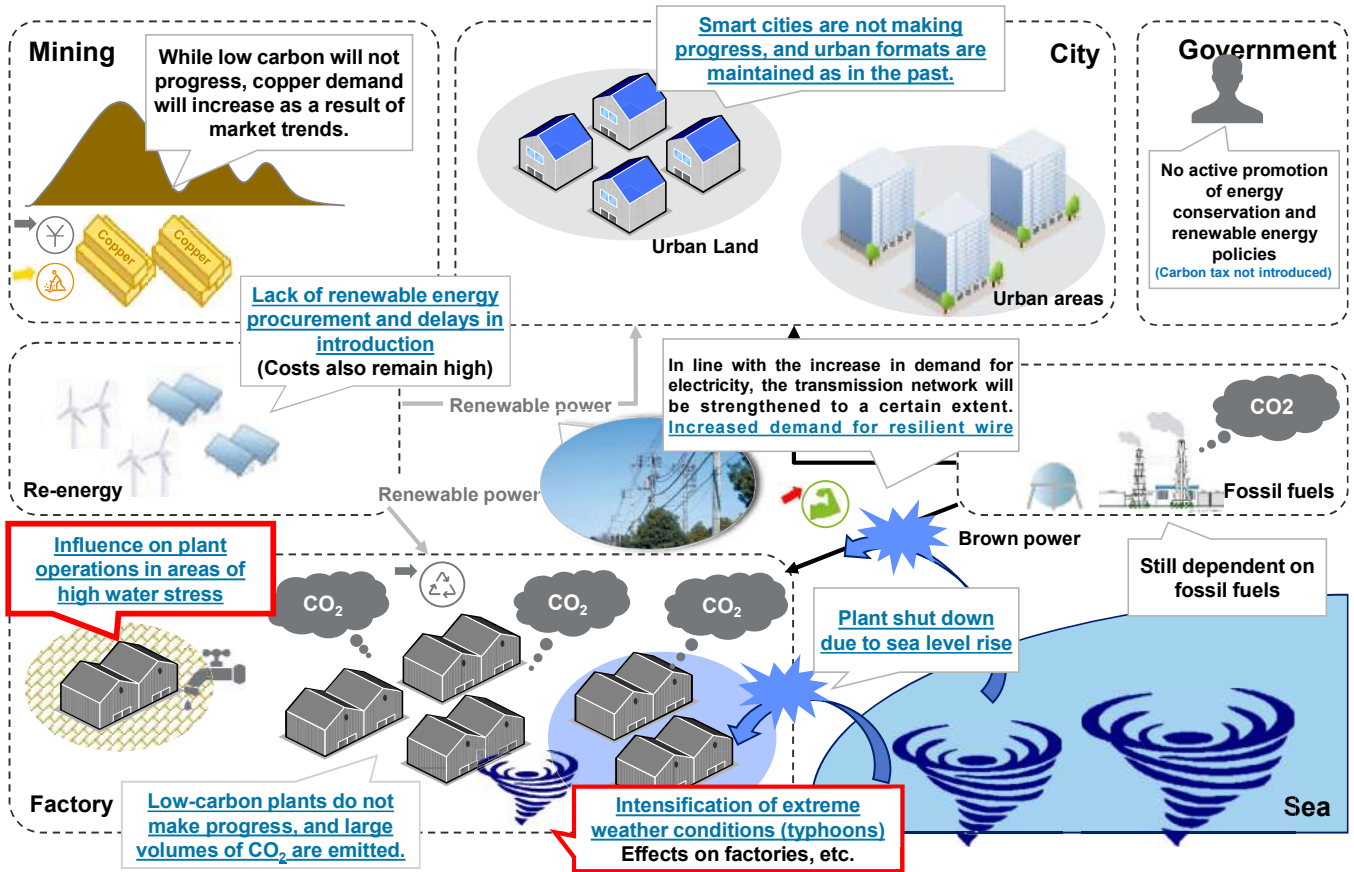 Mining
While low carbon will not
progress, copper demand
will increase as a result of
market trends.
Copper
Copper
Smart cities are not making
progress, and urban formats are
maintained as in the past.
City
Urban Land
Urban areas
Government
No active promotion
of energy
conservation and
renewable energy
policies
(Carbon tax not introduced)
Lack of renewable energy
procurement and delays in
introduction
(Costs also remain high)
Re-energy
Renewable power
Renewable power
In line with the increase in demand for
electricity, the transmission network will
be strengthened to a certain extent.
Increased demand for resilient wire
CO2
Fossil fuels
Brown power
Still dependent on
fossil fuels
Influence on plant
operations in areas of
high water stress
CO₂
CO₂
CO₂
Plant shut down
due to sea level rise
Factory
Low-carbon plants do not
make progress, and large
volumes of CO₂ are emitted.
Intensification of extreme
weather conditions (typhoons)
Effects on factories, etc.
Sea